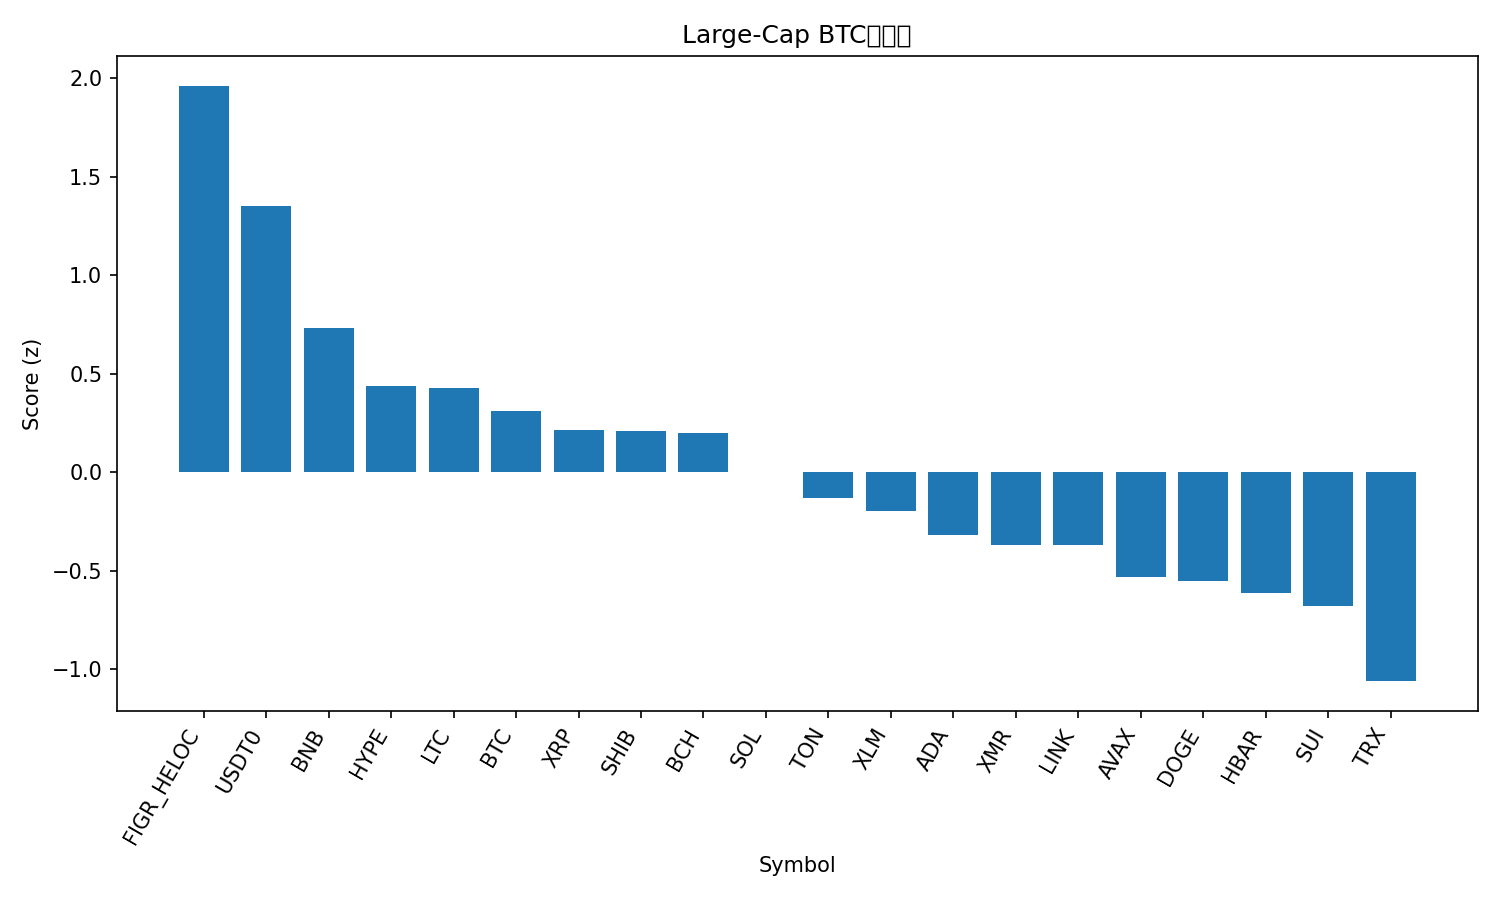 Large-Cap BTC
2.0
1.5
1.0
0.5
0.0
−0.5
−1.0
Score (z)
FIGR_HELOC
USDT0
BNB
HYPE
LTC
BTC
XRP
SHIB
BCH
SOL
TON
XLM
ADA
XMR
LINK
AVAX
DOGE
HBAR
SUI
TRX
Symbol